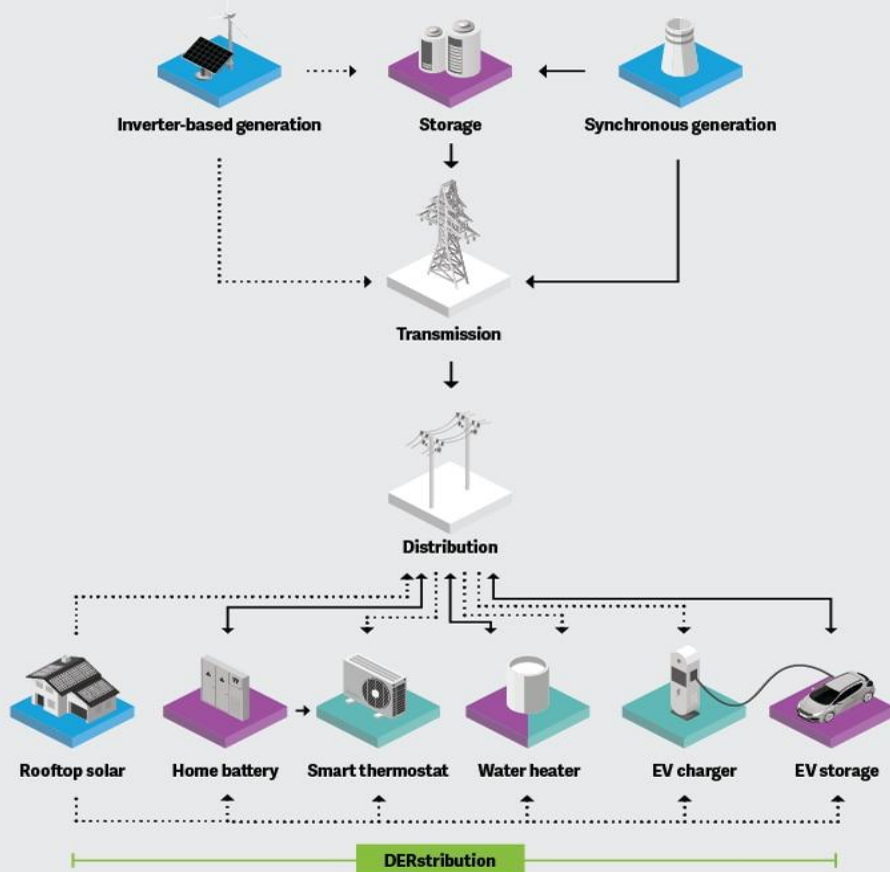 Inverter-based generation
Storage
Synchronous generation
Transmission
Distribution
Rooftop solar
Home battery
Smart thermostat
Water heater
EV charger
EV storage
DERstribution